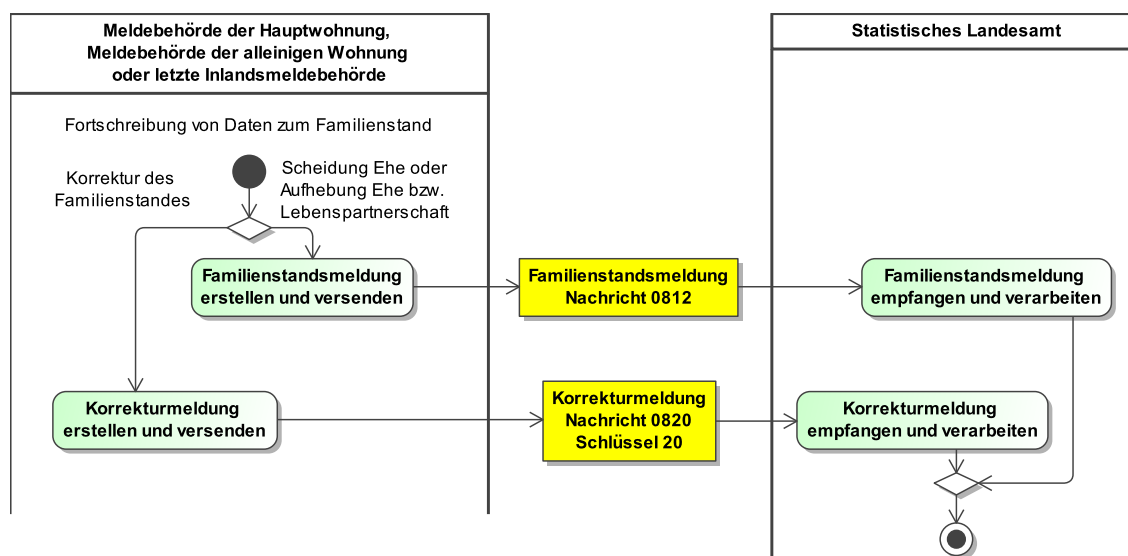 Meldebehörde der Hauptwohnung,
Meldebehörde der alleinigen Wohnung
oder letzte Inlandsmeldebehörde
Statistisches Landesamt
Fortschreibung von Daten zum Familienstand
Korrektur des
Familienstandes
Scheidung Ehe oder
Aufhebung Ehe bzw.
Lebenspartnerschaft
Familienstandsmeldung
erstellen und versenden
Familienstandsmeldung
Nachricht 0812
Familienstandsmeldung
empfangen und verarbeiten
Korrekturmeldung
erstellen und versenden
Korrekturmeldung
Nachricht 0820
Schlüssel 20
Korrekturmeldung
empfangen und verarbeiten